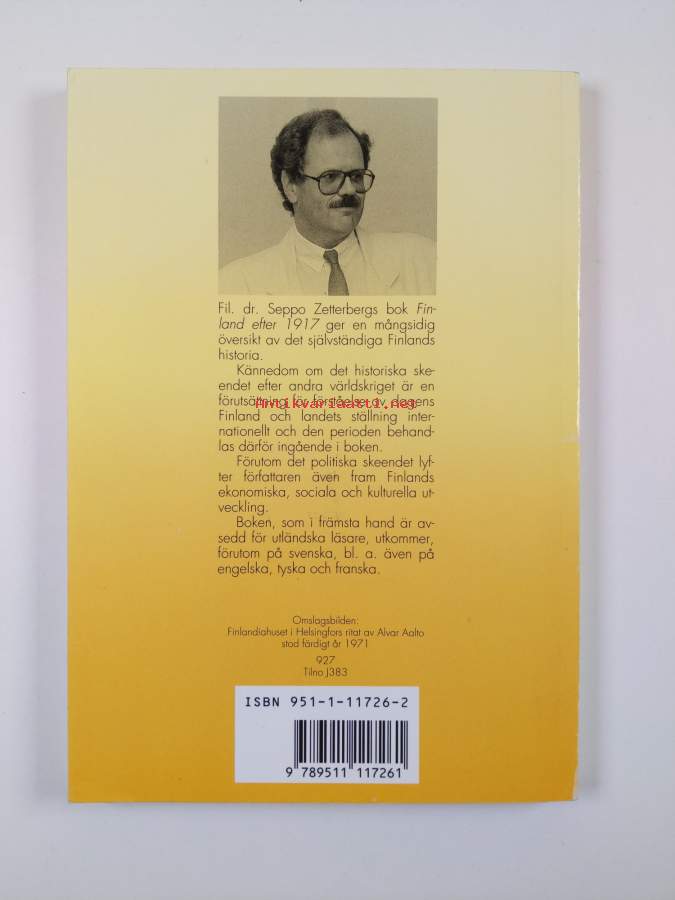 Fil. dr. Seppo Zetterbergs bok Fin-
land efter 1917 ger en mångsidig
översikt av det självständiga Finlands
historia.
Kännedom om det historiska ske-
endet efter andra världskriget är en
förutsättning för förståelse av dagens
Antikvariaatti.net
Finland och landets ställning inter-
nationellt och den perioden behand-
las därför ingående i boken.
Förutom det politiska skeendet lyf-
ter författaren även fram Finlands
ekonomiska, sociala och kulturella ut-
veckling.
Boken, som i främsta hand är av-
sedd för utländska läsare, utkommer,
förutom på svenska, bl. a. även på
engelska, tyska och franska.
Omslagsbilden:
Finlandiahuset i Helsingfors ritat av Alvar Aalto
stod färdigt år 1971
927
Tilno J383
ISBN 951-1-11726-2
9 789511 117261